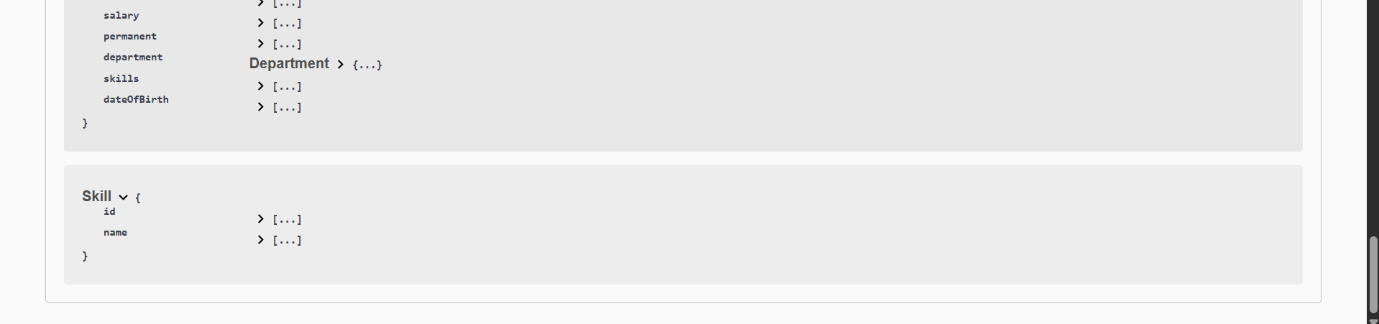 [...]
salary > [...]
permanent > [...]
department Department > {...}
skills > [...]
dateOfBirth > [...]
}
Skill {
id > [...]
name > [...]
}